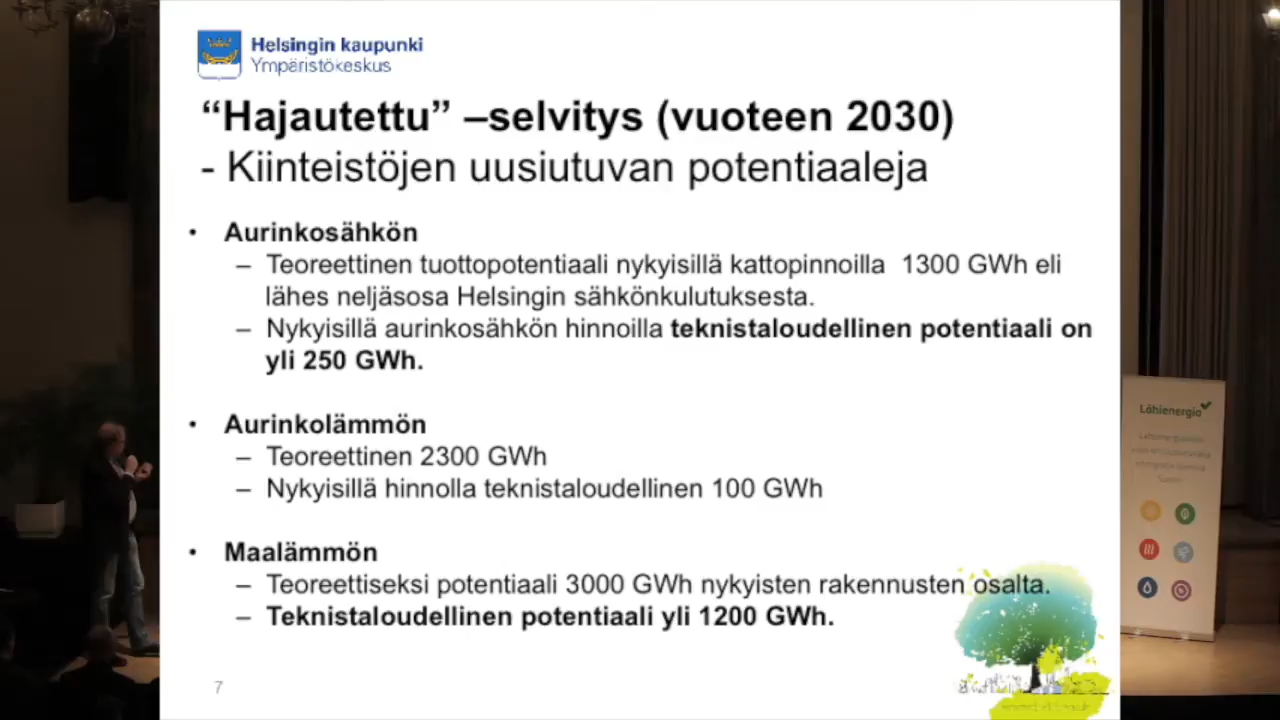 Helsingin kaupunki
Ympäristökeskus
“Hajautettu” –selvitys (vuoteen 2030)
- Kiinteistöjen uusiutuvan potentiaaleja
• Aurinkosähkön
– Teoreettinen tuottopotentiaali nykyisillä kattopinnoilla 1300 GWh eli
lähes neljäsosa Helsingin sähkönkulutuksesta.
– Nykyisillä aurinkosähkön hinnoilla teknistaloudellinen potentiaali on
yli 250 GWh.
• Aurinkolämmön
– Teoreettinen 2300 GWh
– Nykyisillä hinnolla teknistaloudellinen 100 GWh
• Maalämmön
– Teoreettiseksi potentiaali 3000 GWh nykyisten rakennusten osalta.
– Teknistaloudellinen potentiaali yli 1200 GWh.
7
Lähienergia